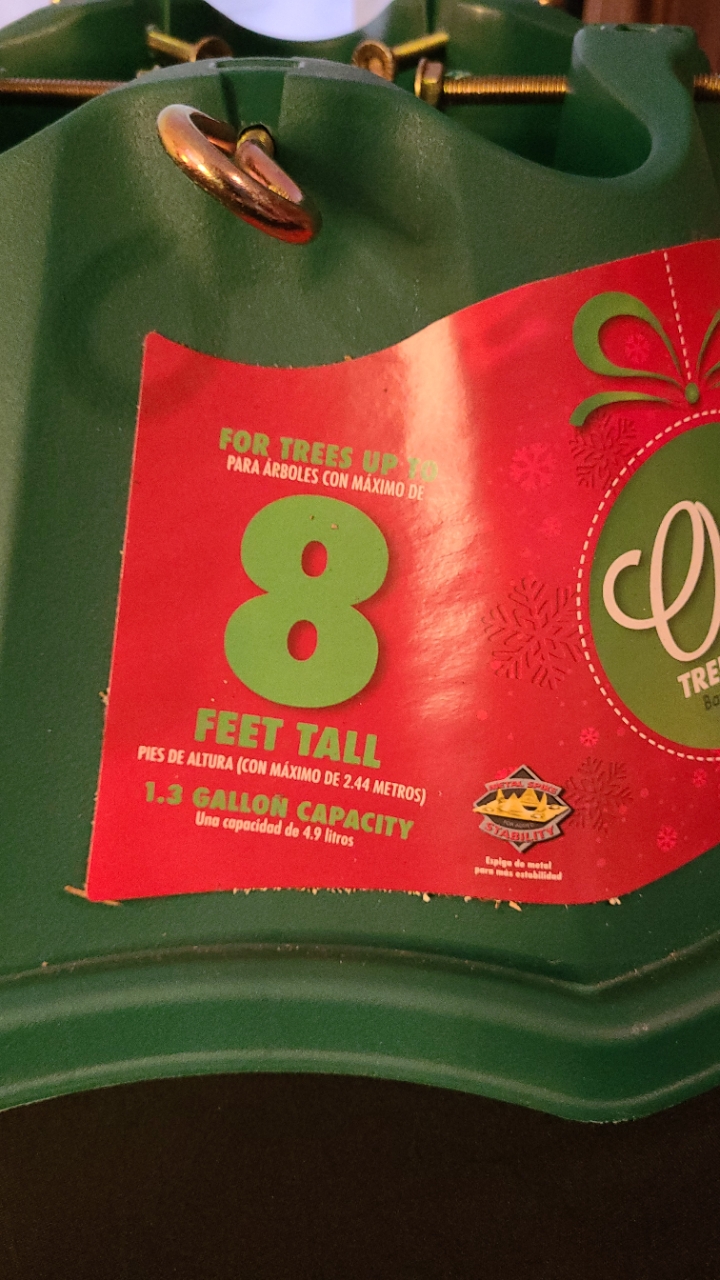 FOR TREES UP TO
PARA ÁRBOLES CON MÁXIMO DE
8
FEET TALL
PIES DE ALTURA (CON MÁXIMO DE 2.44 METROS)
1.3 GALLON CAPACITY
Una capacidad de 4.9 litros
METAL SPIKE
STABILITY
Espiga de metal
para más estabilidad